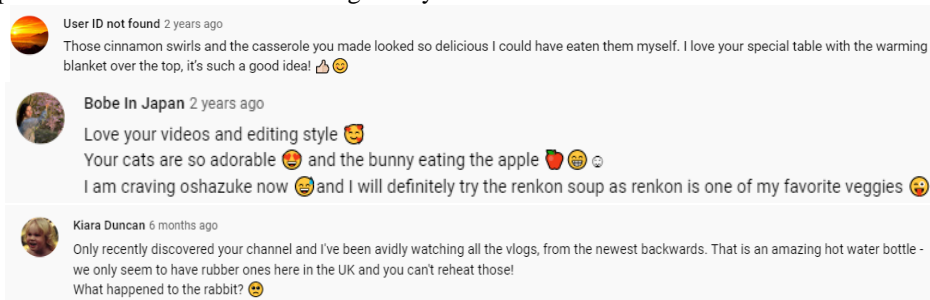 User ID not found 2 years ago
Those cinnamon swirls and the casserole you made looked so delicious I could have eaten them myself. I love your special table with the warming
blanket over the top, it's such a good idea! 👍🏻😊
Bobe In Japan 2 years ago
Love your videos and editing style 🥰
Your cats are so adorable 😍 and the bunny eating the apple 🍎😁☺
I am craving oshazuke now 😅and I will definitely try the renkon soup as renkon is one of my favorite veggies 😜
Kiara Duncan 6 months ago
Only recently discovered your channel and I've been avidly watching all the vlogs, from the newest backwards. That is an amazing hot water bottle -
we only seem to have rubber ones here in the UK and you can't reheat those!
What happened to the rabbit? 🥺